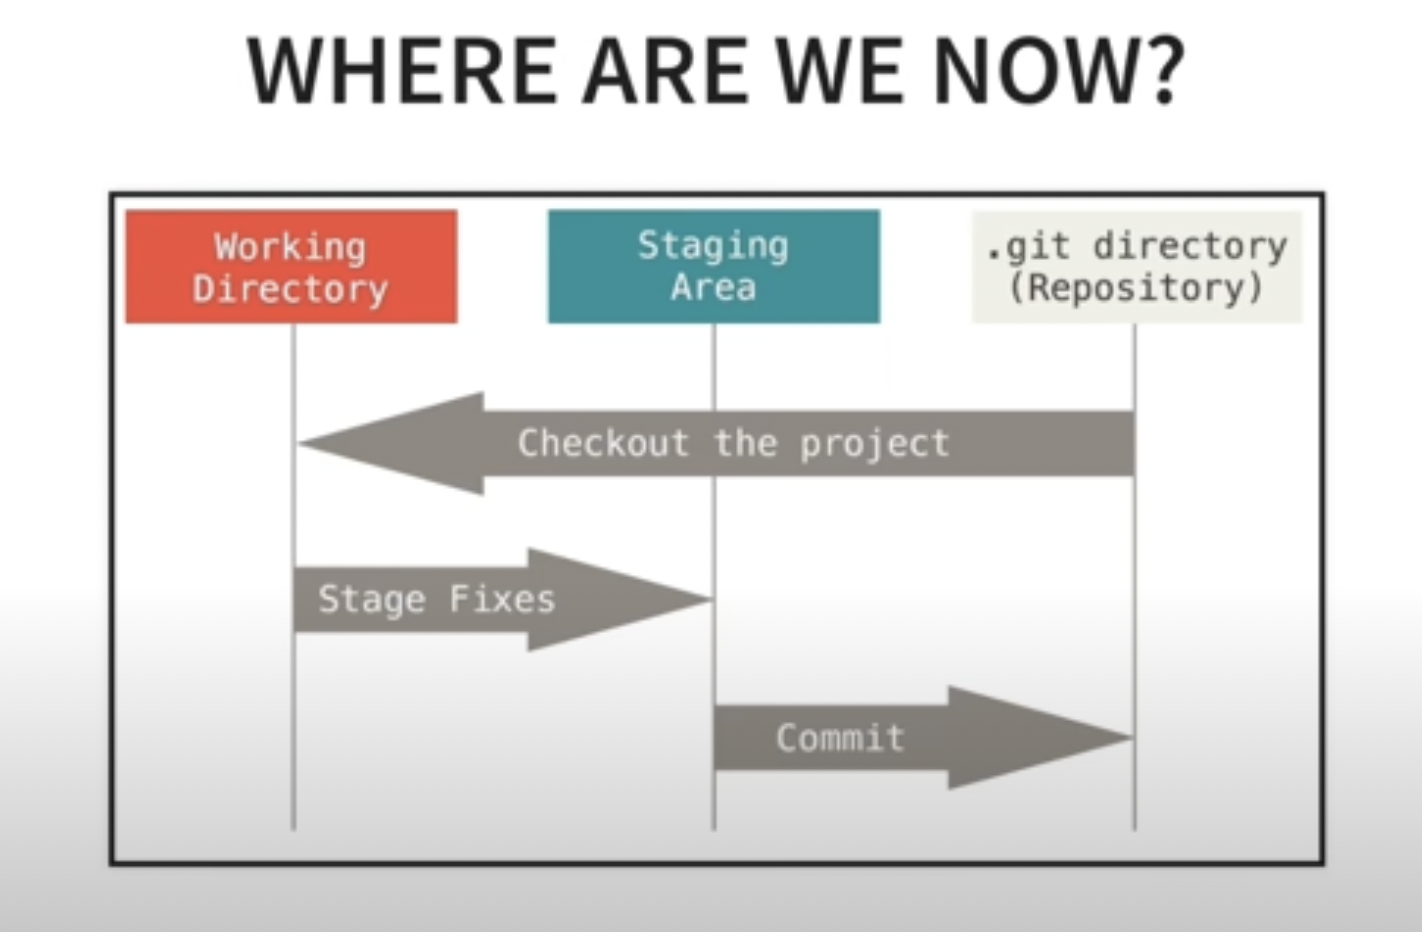 WHERE ARE WE NOW?
Working
Directory
Staging
Area
.git directory
(Repository)
Checkout the project
Stage Fixes
Commit